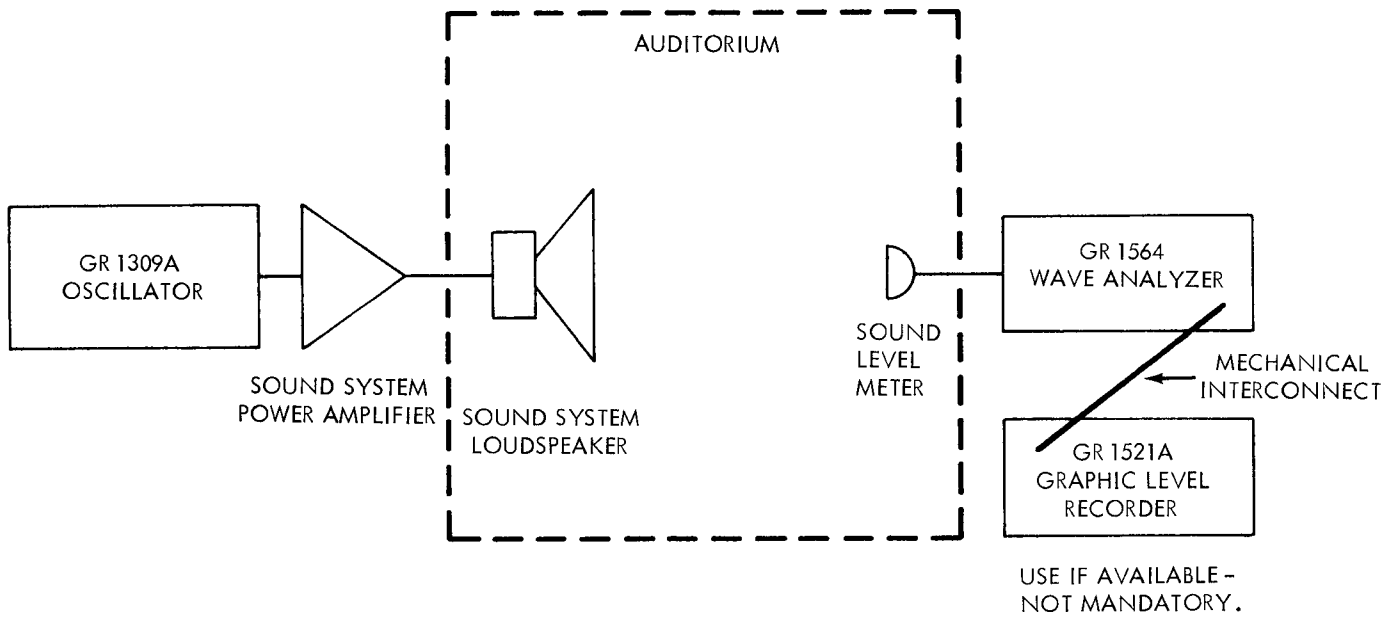 AUDITORIUM
GR 1309A
OSCILLATOR
SOUND SYSTEM
POWER AMPLIFIER
SOUND SYSTEM
LOUDSPEAKER
SOUND
LEVEL
METER
GR 1564
WAVE ANALYZER
MECHANICAL
INTERCONNECT
GR 1521A
GRAPHIC LEVEL
RECORDER
USE IF AVAILABLE -
NOT MANDATORY.